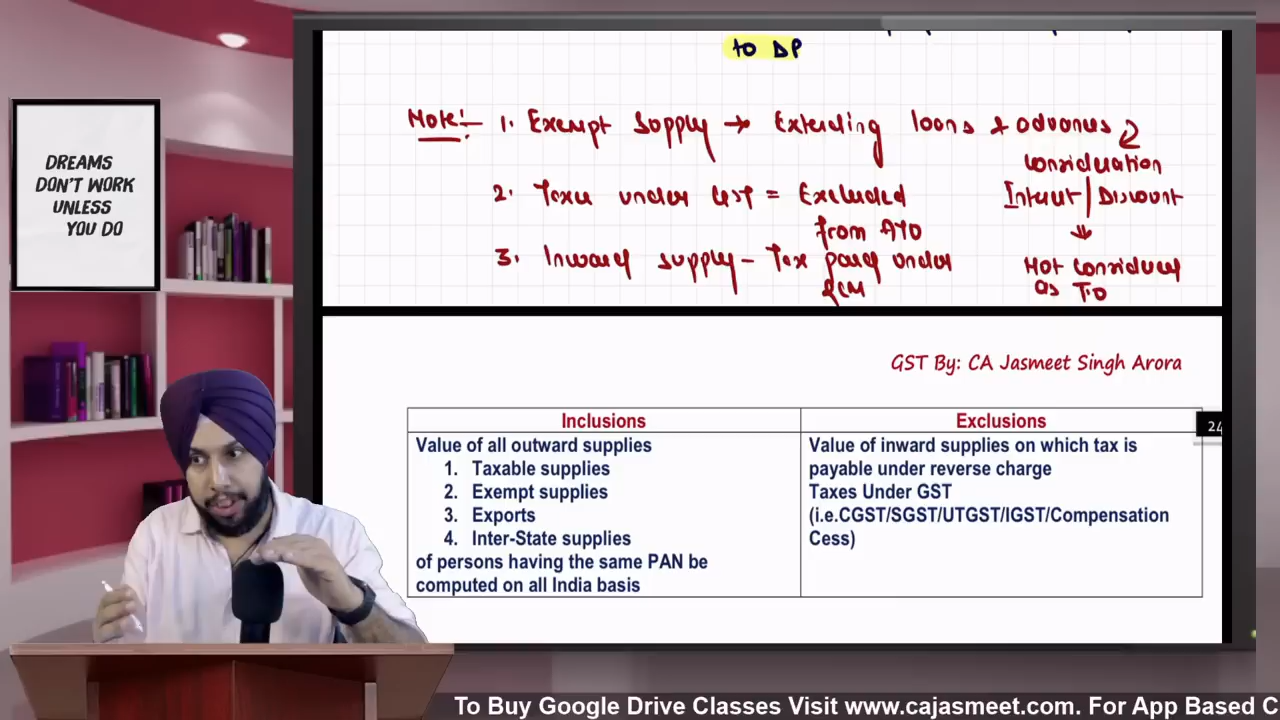 to DP
DREAMS
DON'T WORK
UNLESS
YOU DO
Note:- 1. Exempt Supply → Extending loans & advances
Consideration
Interest | Discount
Not Considered
as T.O
2. Taxes under GST = Excluded
from ATO
3. Inward supply - Tax paid under
RCM
GST By: CA Jasmeet Singh Arora
24
Inclusions
Value of all outward supplies
1. Taxable supplies
2. Exempt supplies
3. Exports
4. Inter-State supplies
of persons having the same PAN be
computed on all India basis
Exclusions
Value of inward supplies on which tax is
payable under reverse charge
Taxes Under GST
(i.e.CGST/SGST/UTGST/IGST/Compensation
Cess)
To Buy Google Drive Classes Visit www.cajasmeet.com. For App Based C